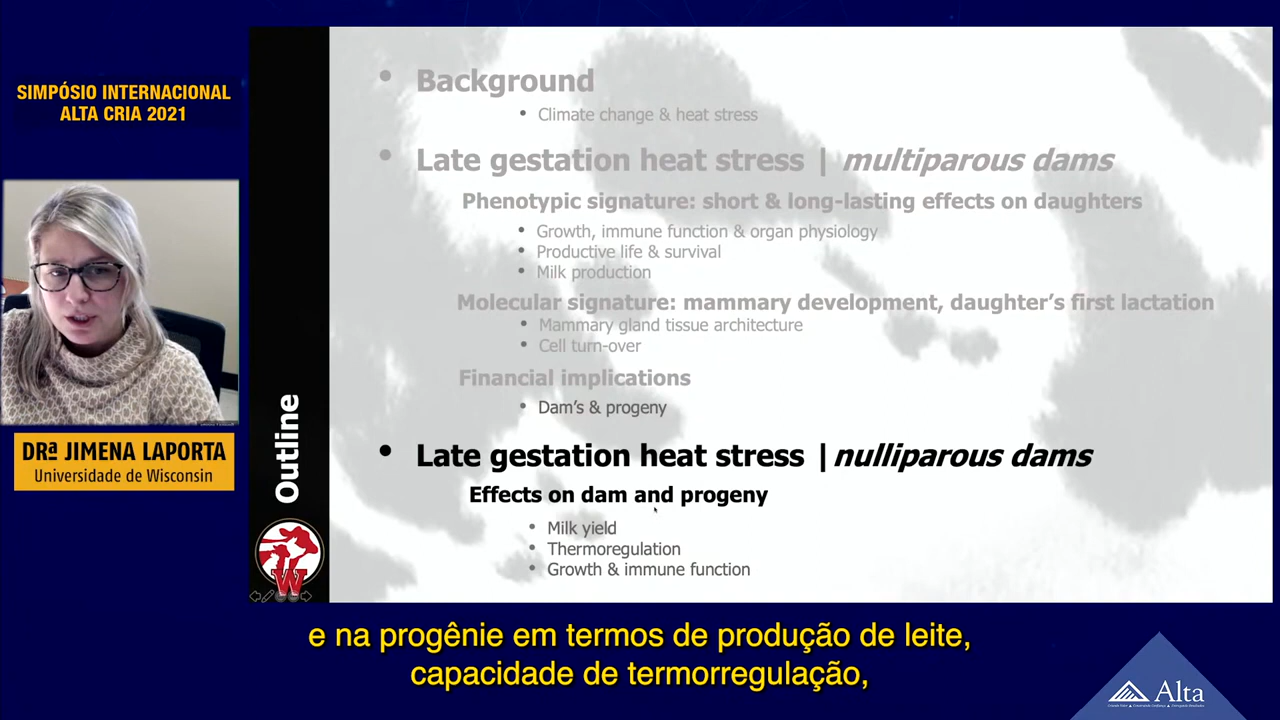 SIMPÓSIO INTERNACIONAL
ALTA CRIA 2021
DRª JIMENA LAPORTA
Universidade de Wisconsin
Outline
W
• Background
• Climate change & heat stress
• Late gestation heat stress | multiparous dams
Phenotypic signature: short & long-lasting effects on daughters
• Growth, immune function & organ physiology
• Productive life & survival
• Milk production
Molecular signature: mammary development, daughter's first lactation
• Mammary gland tissue architecture
• Cell turn-over
Financial implications
• Dam's & progeny
• Late gestation heat stress | nulliparous dams
Effects on dam and progeny
• Milk yield
• Thermoregulation
• Growth & immune function
e na progênie em termos de produção de leite,
capacidade de termorregulação,
Alta